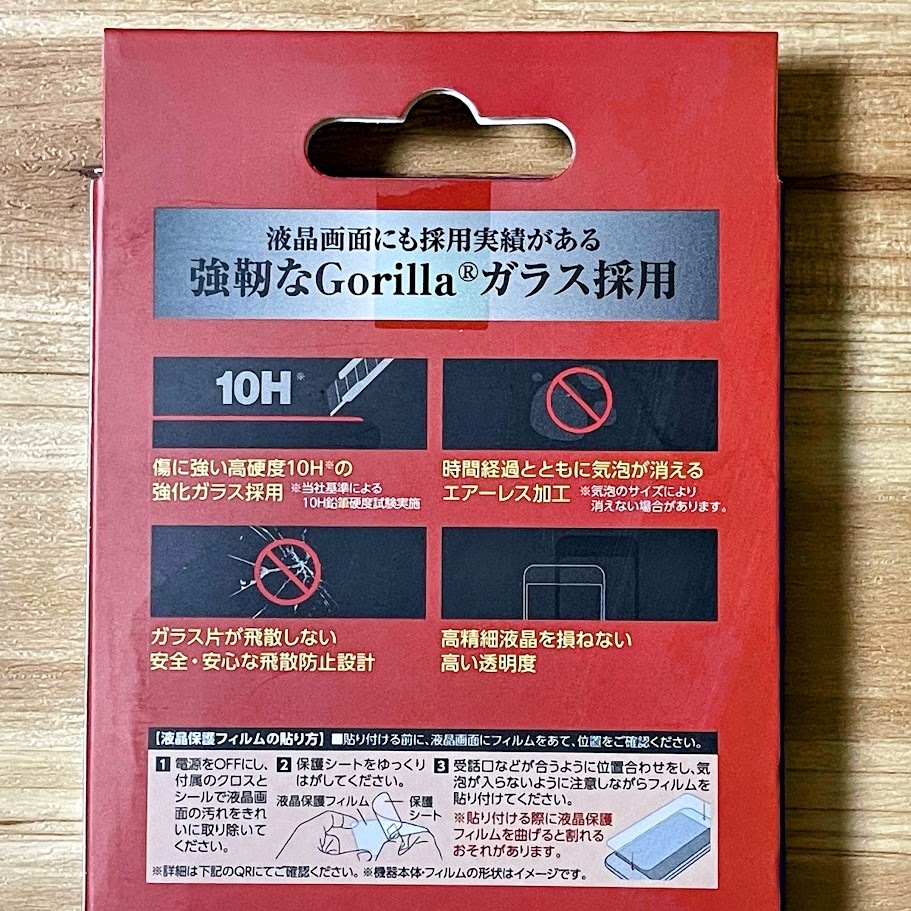 液晶画面にも採用実績がある
強靭なGorilla®ガラス採用
10H※
傷に強い高硬度10H※の
強化ガラス採用 ※当社基準による
10H鉛筆硬度試験実施
時間経過とともに気泡が消える
エアーレス加工 ※気泡のサイズにより
消えない場合があります。
ガラス片が飛散しない
安全・安心な飛散防止設計
高精細液晶を損ねない
高い透明度
【液晶保護フィルムの貼り方】 ■貼り付ける前に、液晶画面にフィルムをあて、位置をご確認ください。
1 電源をOFFにし、
付属のクロスと
シールで液晶画
面の汚れをきれ
いに取り除いて
ください。
2 保護シートをゆっくり
はがしてください。
液晶保護フィルム
保護
シート
3 受話口などが合うように位置合わせをし、気
泡が入らないように注意しながらフィルムを
貼り付けてください。
※貼り付ける際に液晶保護
フィルムを曲げると割れる
おそれがあります。
※詳細は下記のQRにてご確認ください。※機器本体・フィルムの形状はイメージです。